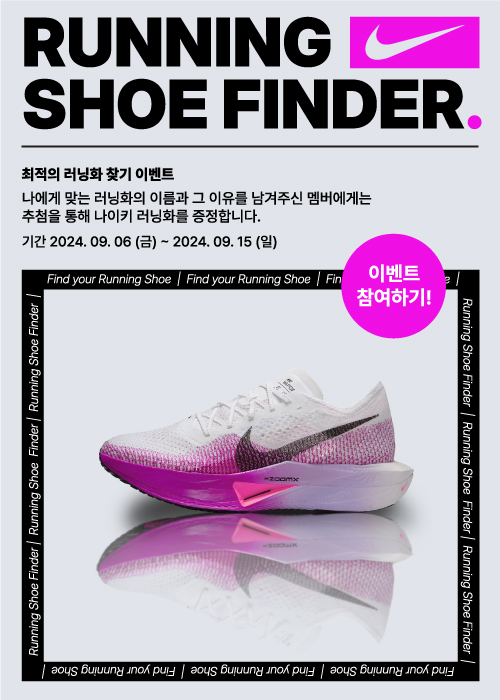 RUNNING
SHOE FINDER.
최적의 러닝화 찾기 이벤트
나에게 맞는 러닝화의 이름과 그 이유를 남겨주신 멤버에게는
추첨을 통해 나이키 러닝화를 증정합니다.
기간 2024. 09. 06 (금) ~ 2024. 09. 15 (일)
이벤트
참여하기!
Find your Running Shoe | Find your Running Shoe | Fin e |
Running Shoe Finder | Running Shoe Finder | Running Shoe Finder |
Running Shoe Finder | Running Shoe Finder | Running Shoe Finder |
ZOOMX
Find your Running Shoe | Find your Running Shoe | Find your Running Shoe |